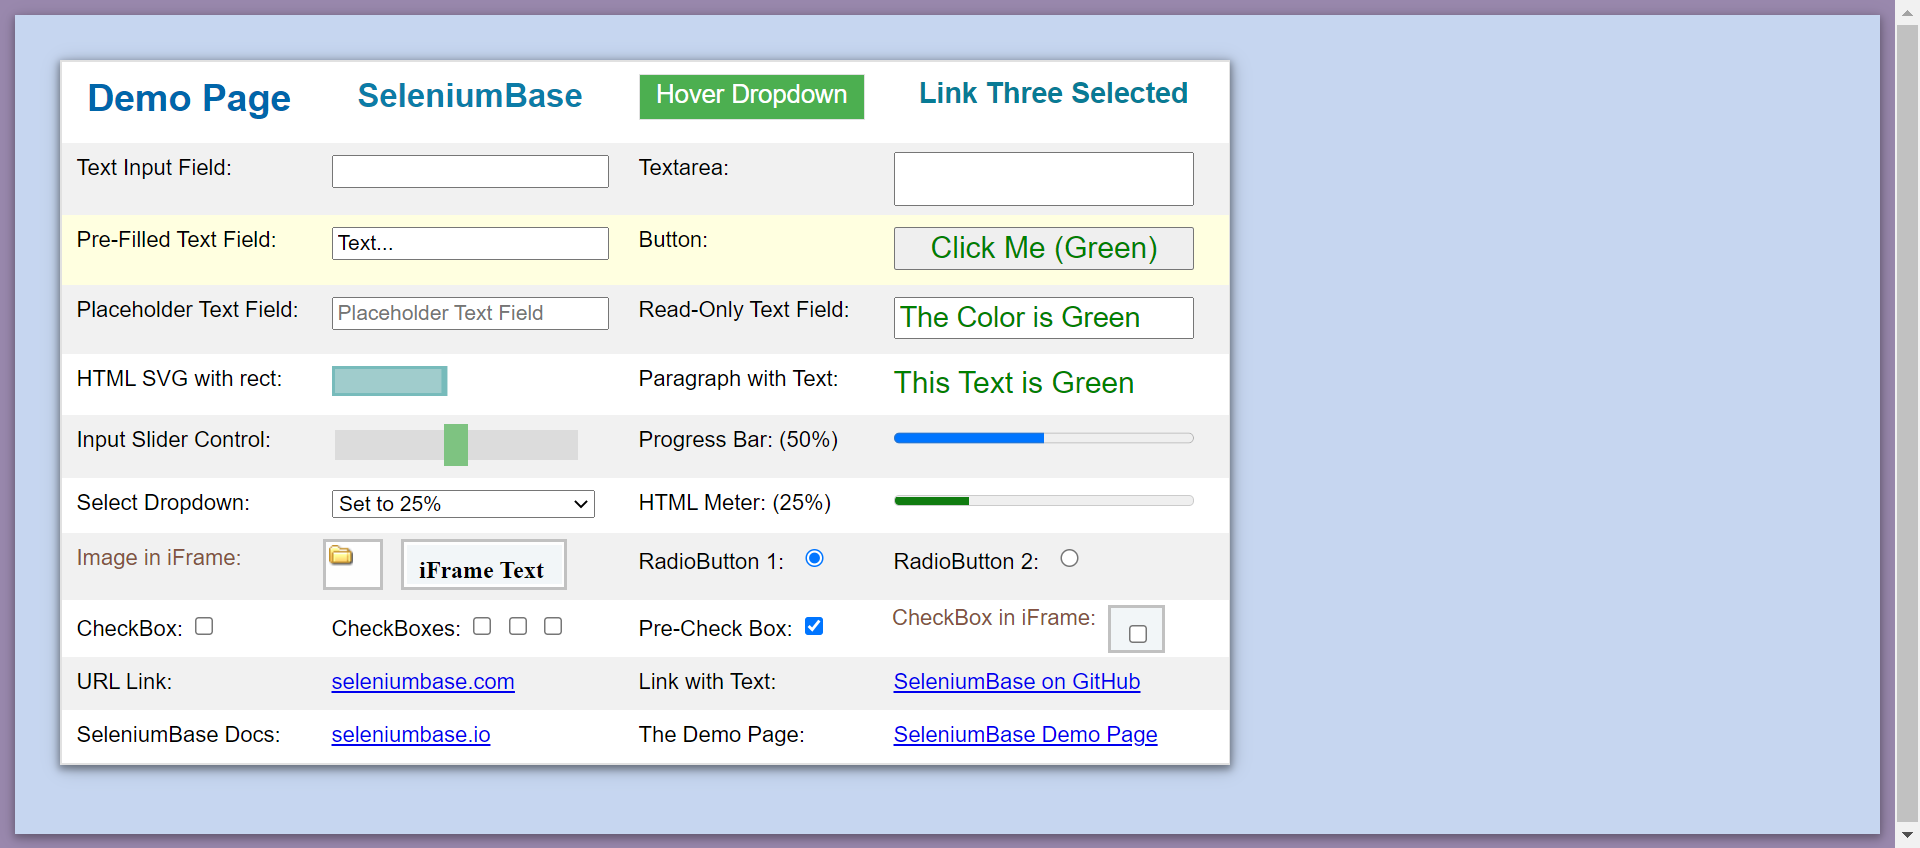 Demo Page SeleniumBase Hover Dropdown Link Three Selected
Text Input Field: Textarea:
Pre-Filled Text Field: Text... Button: Click Me (Green)
Placeholder Text Field: Placeholder Text Field Read-Only Text Field: The Color is Green
HTML SVG with rect: Paragraph with Text: This Text is Green
Input Slider Control: Progress Bar: (50%)
Select Dropdown: Set to 25% HTML Meter: (25%)
Image in iFrame: iFrame Text RadioButton 1: RadioButton 2:
CheckBox: CheckBoxes: Pre-Check Box: CheckBox in iFrame:
URL Link: seleniumbase.com Link with Text: SeleniumBase on GitHub
SeleniumBase Docs: seleniumbase.io The Demo Page: SeleniumBase Demo Page